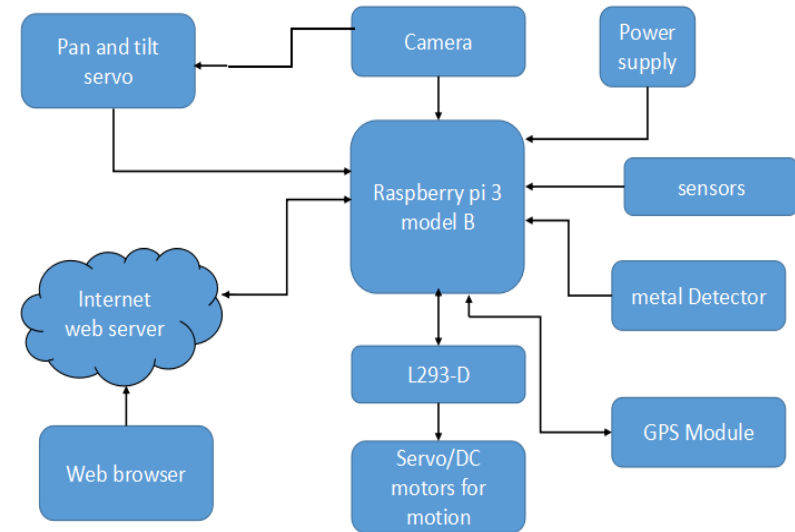 Pan and tilt
servo
Camera
Power
supply
Raspberry pi 3
model B
sensors
Internet
web server
metal Detector
L293-D
GPS Module
Web browser
Servo/DC
motors for
motion